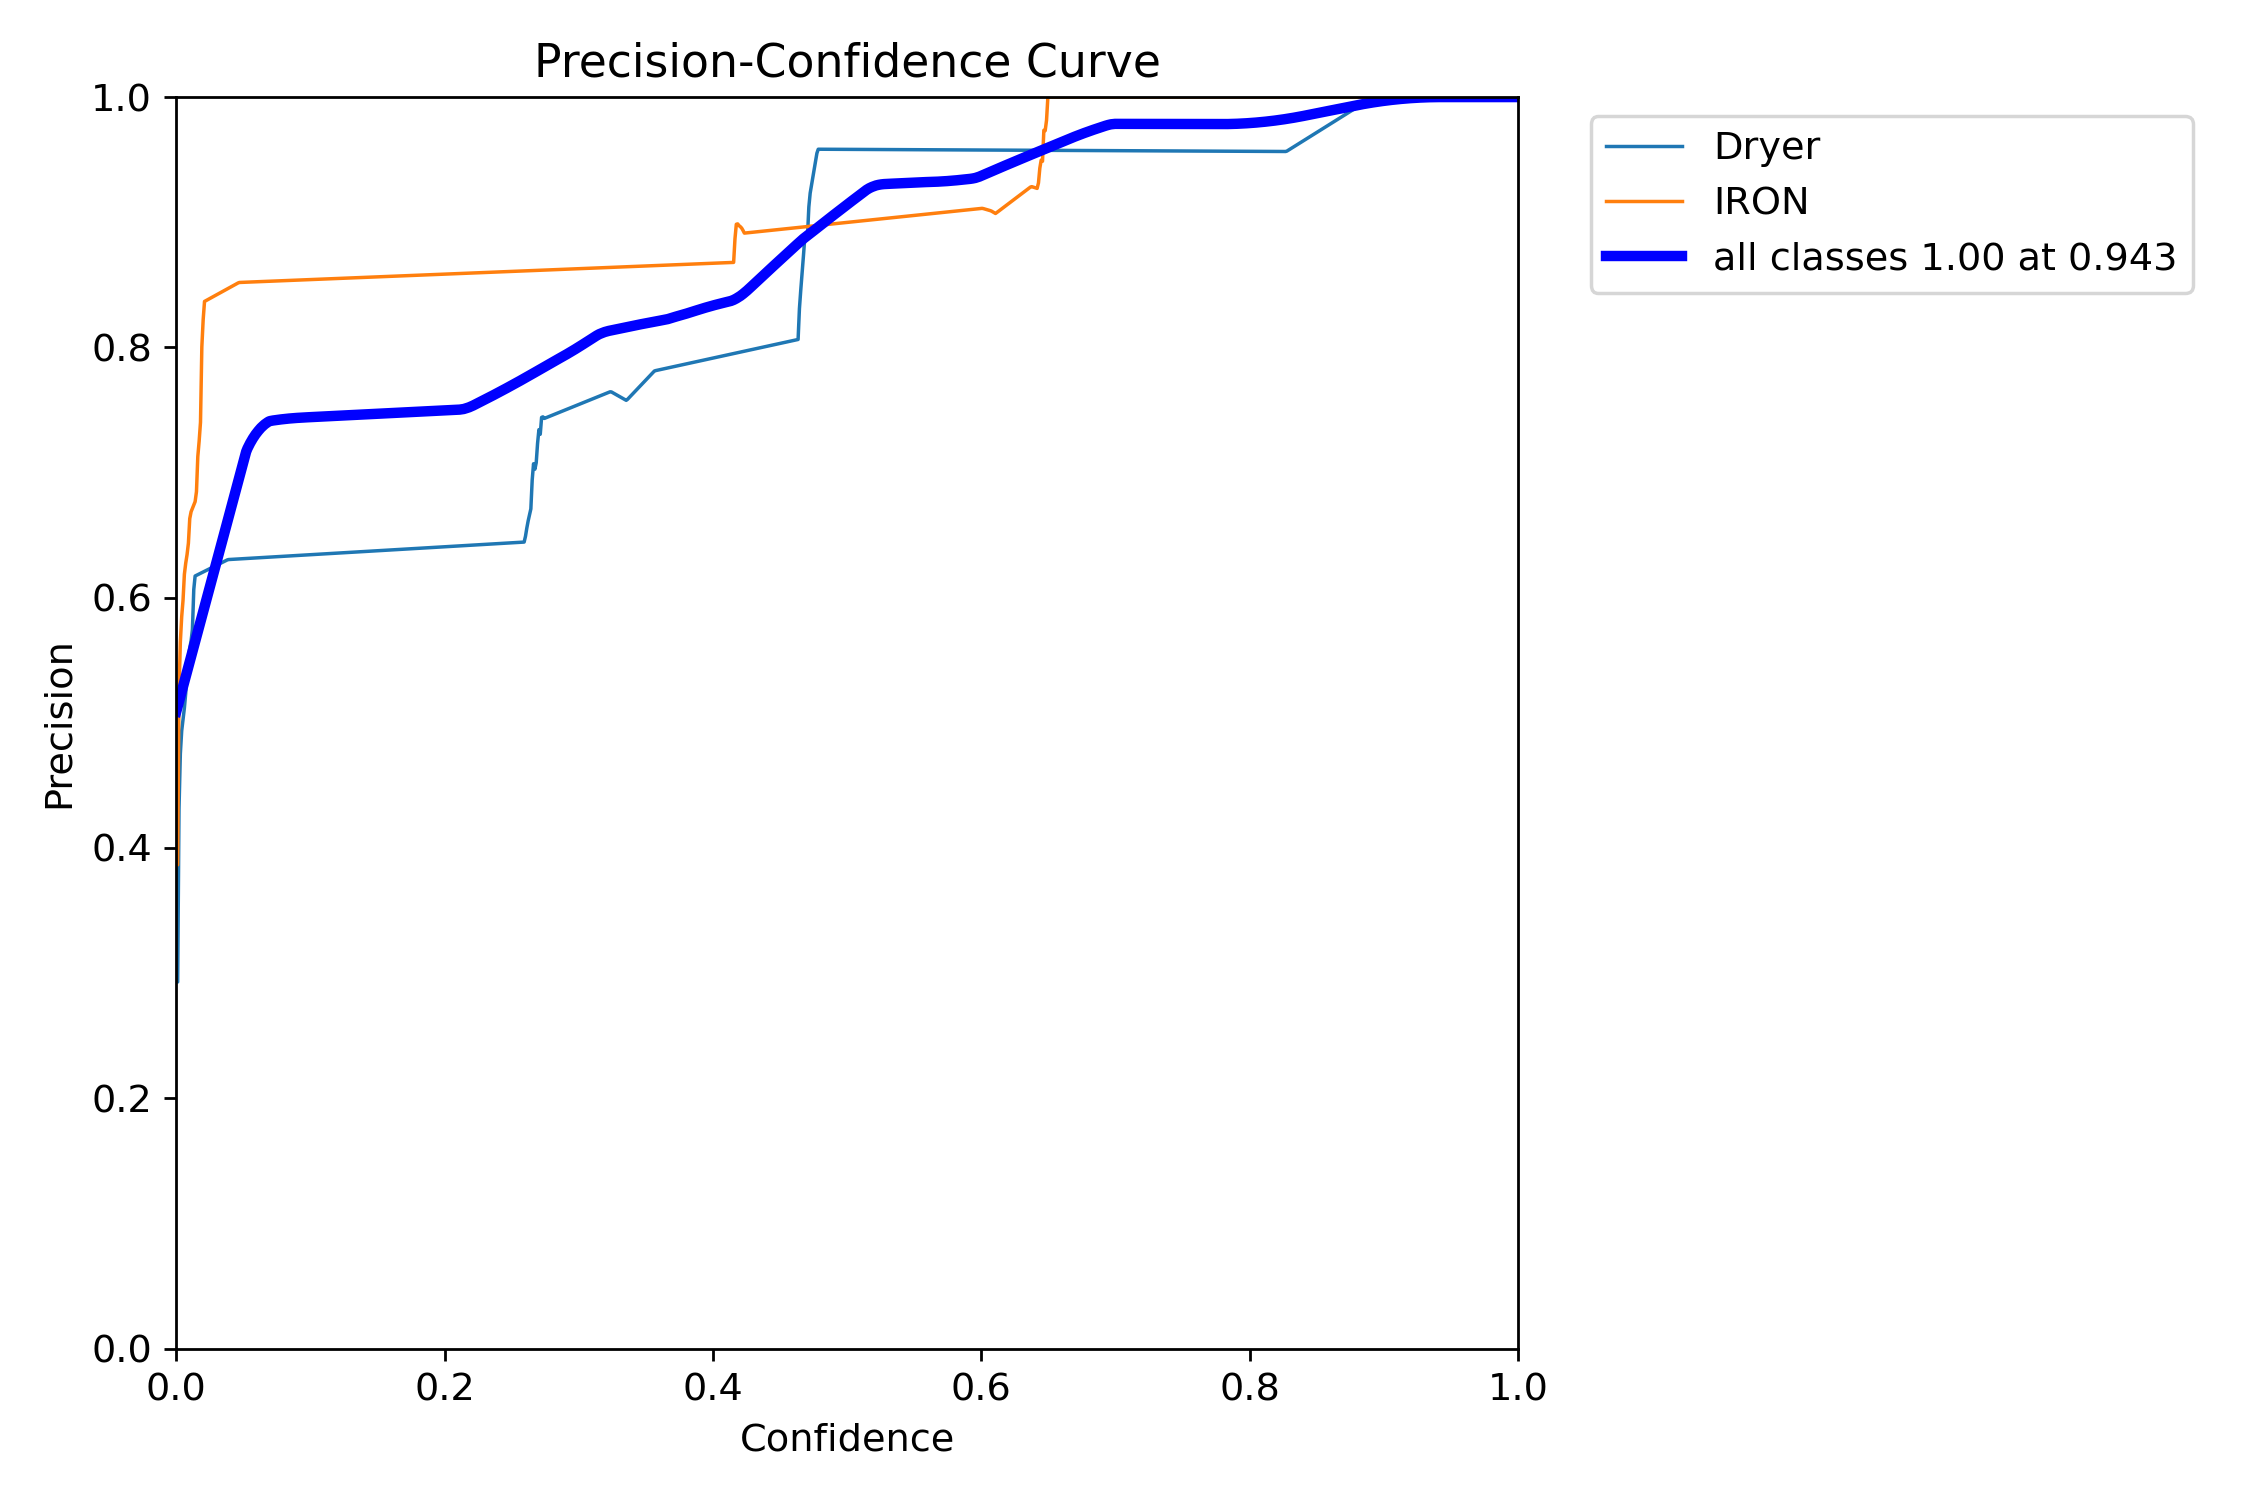 Precision-Confidence Curve
1.0
0.8
0.6
0.4
0.2
0.0
Precision
0.0 0.2 0.4 0.6 0.8 1.0
Confidence
Dryer
IRON
all classes 1.00 at 0.943